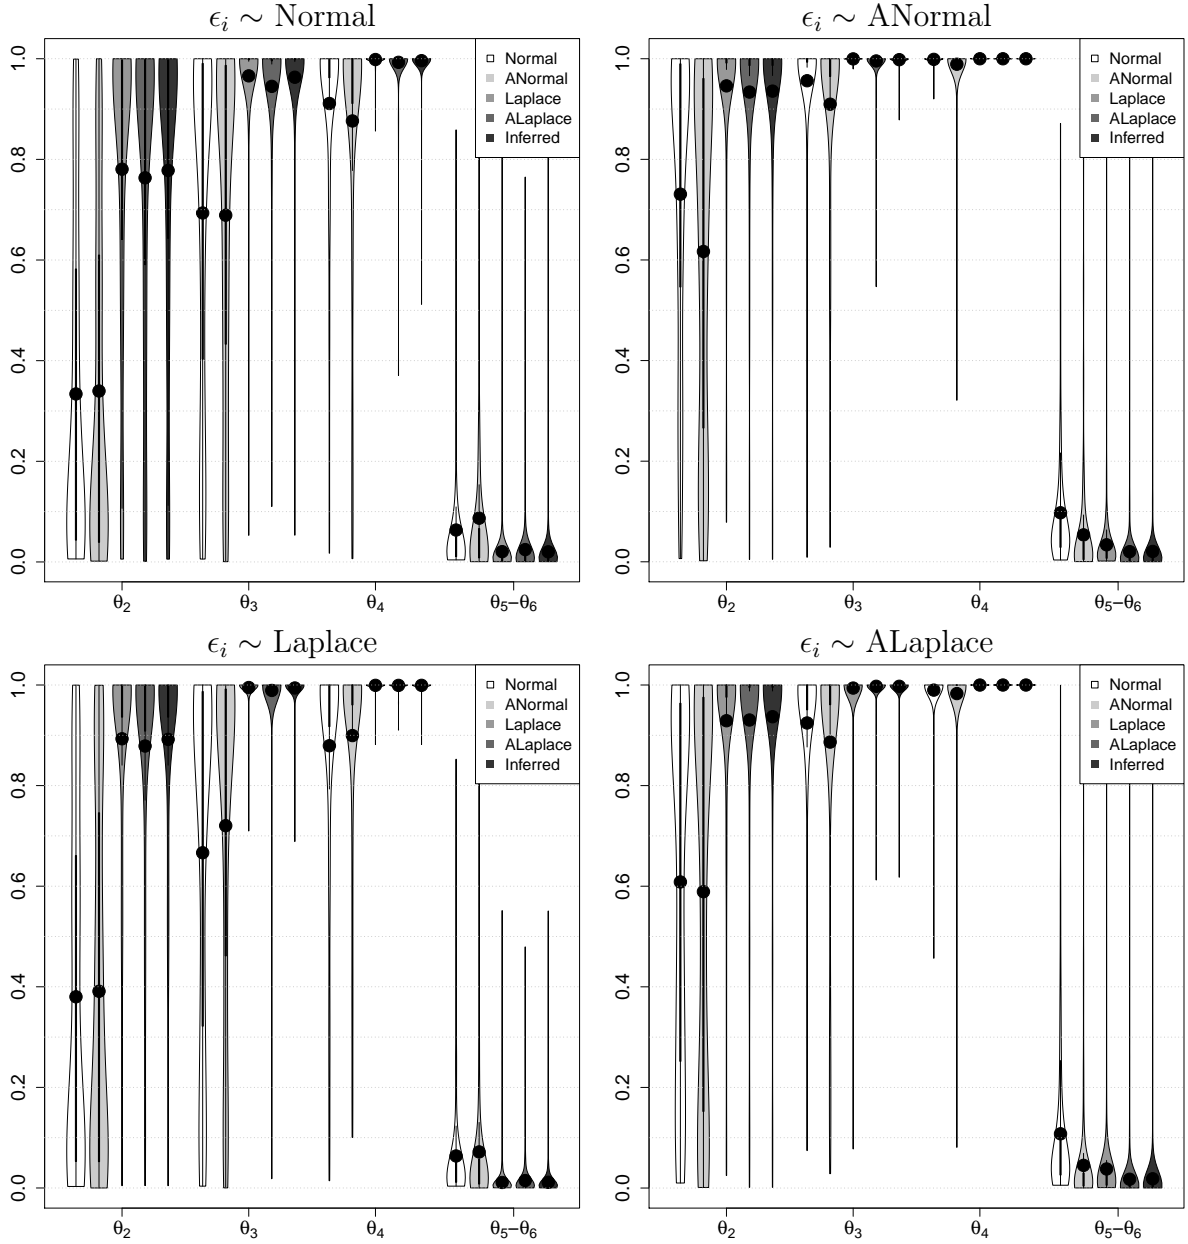 ϵᵢ ∼ Normal
1.0
0.8
0.6
0.4
0.2
0.0
Normal
ANormal
Laplace
ALaplace
Inferred
θ₂ θ₃ θ₄ θ₅−θ₆
ϵᵢ ∼ ANormal
1.0
0.8
0.6
0.4
0.2
0.0
Normal
ANormal
Laplace
ALaplace
Inferred
θ₂ θ₃ θ₄ θ₅−θ₆
ϵᵢ ∼ Laplace
1.0
0.8
0.6
0.4
0.2
0.0
Normal
ANormal
Laplace
ALaplace
Inferred
θ₂ θ₃ θ₄ θ₅−θ₆
ϵᵢ ∼ ALaplace
1.0
0.8
0.6
0.4
0.2
0.0
Normal
ANormal
Laplace
ALaplace
Inferred
θ₂ θ₃ θ₄ θ₅−θ₆